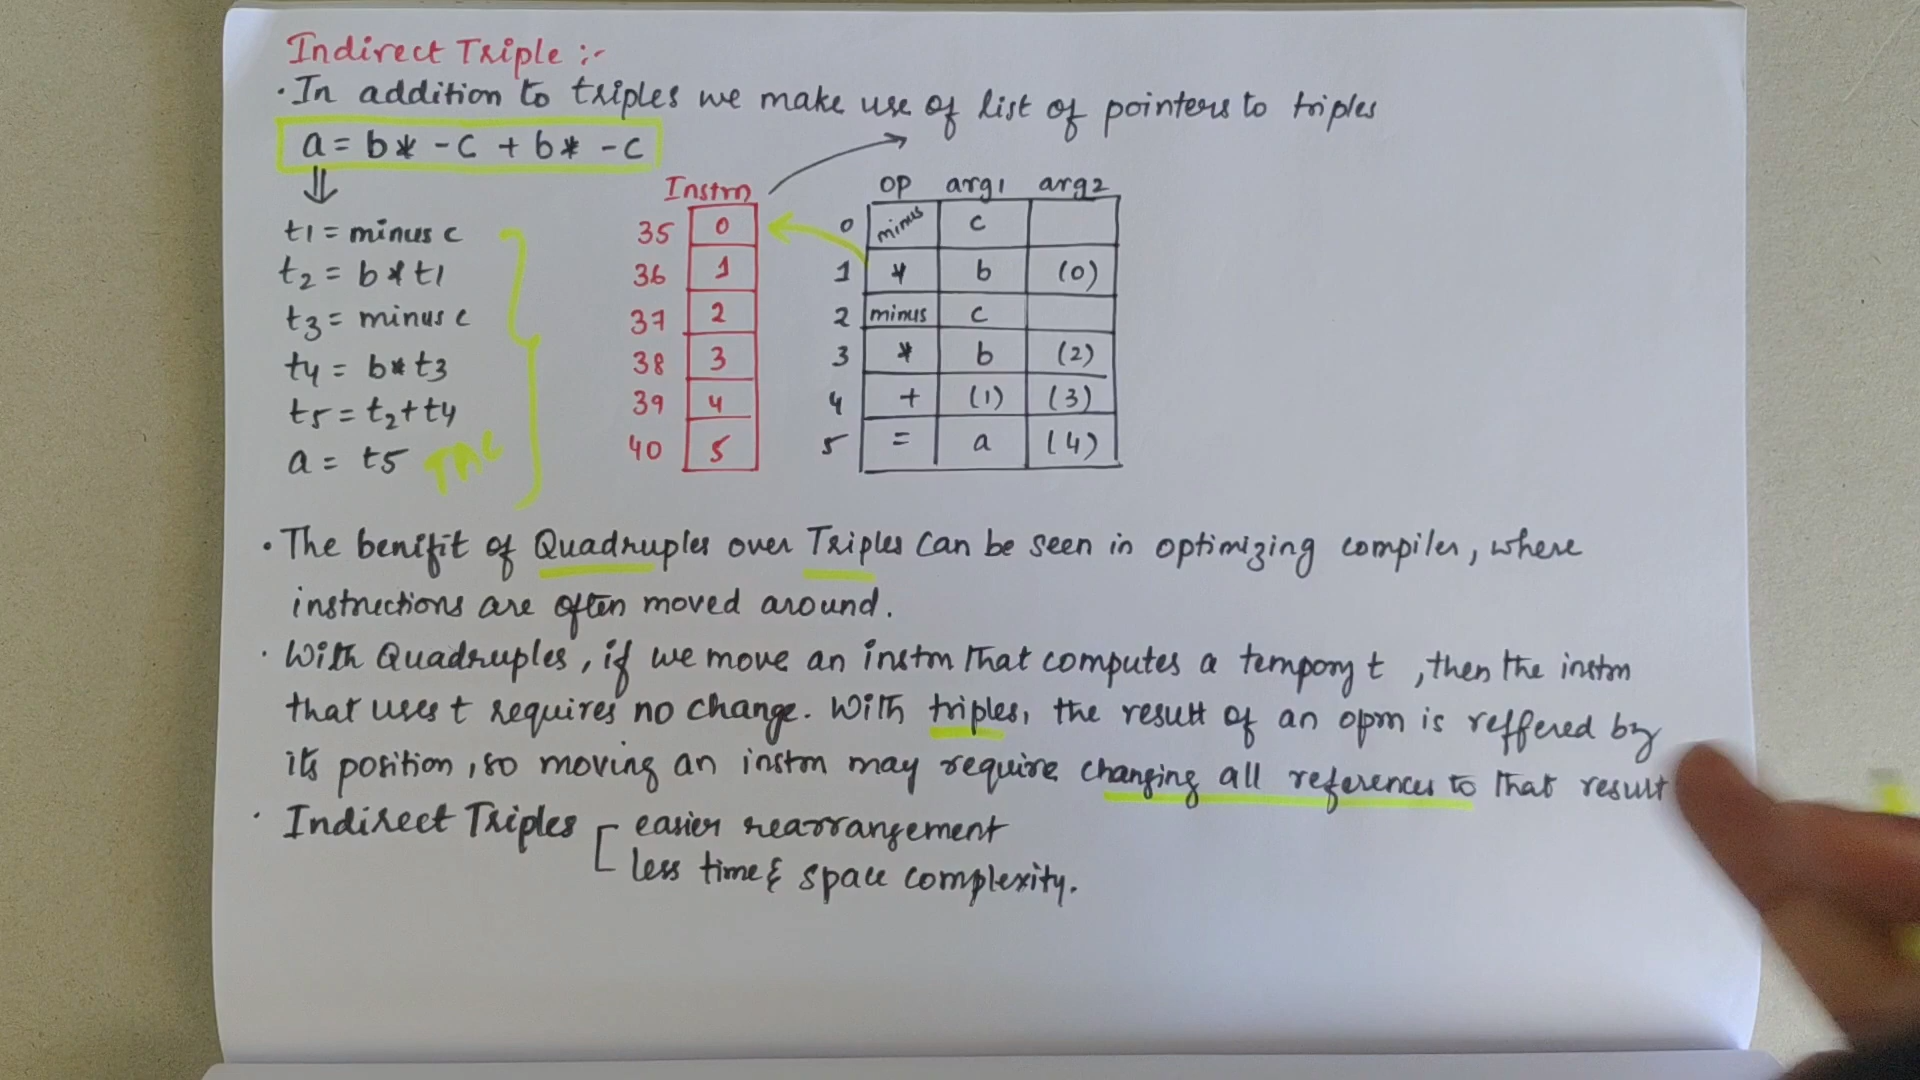 Indirect Triple :-
• In addition to triples we make use of list of pointers to triples
a = b * - c + b * - c
t1 = minus c
t2 = b * t1
t3 = minus c
t4 = b * t3
t5 = t2 + t4
a = t5 TAC
Instrn
35 0
36 1
37 2
38 3
39 4
40 5
op arg1 arg2
0 minus c
1 * b (0)
2 minus c
3 * b (2)
4 + (1) (3)
5 = a (4)
• The benifit of Quadruples over Triples can be seen in optimizing compiler, where
instructions are often moved around.
• With Quadruples, if we move an instrn that computes a tempory t , then the instrn
that uses t requires no change. With triples, the result of an oprn is reffered by
its position, so moving an instrn may require changing all references to that result
• Indirect Triples easier rearrangement
less time & space complexity.